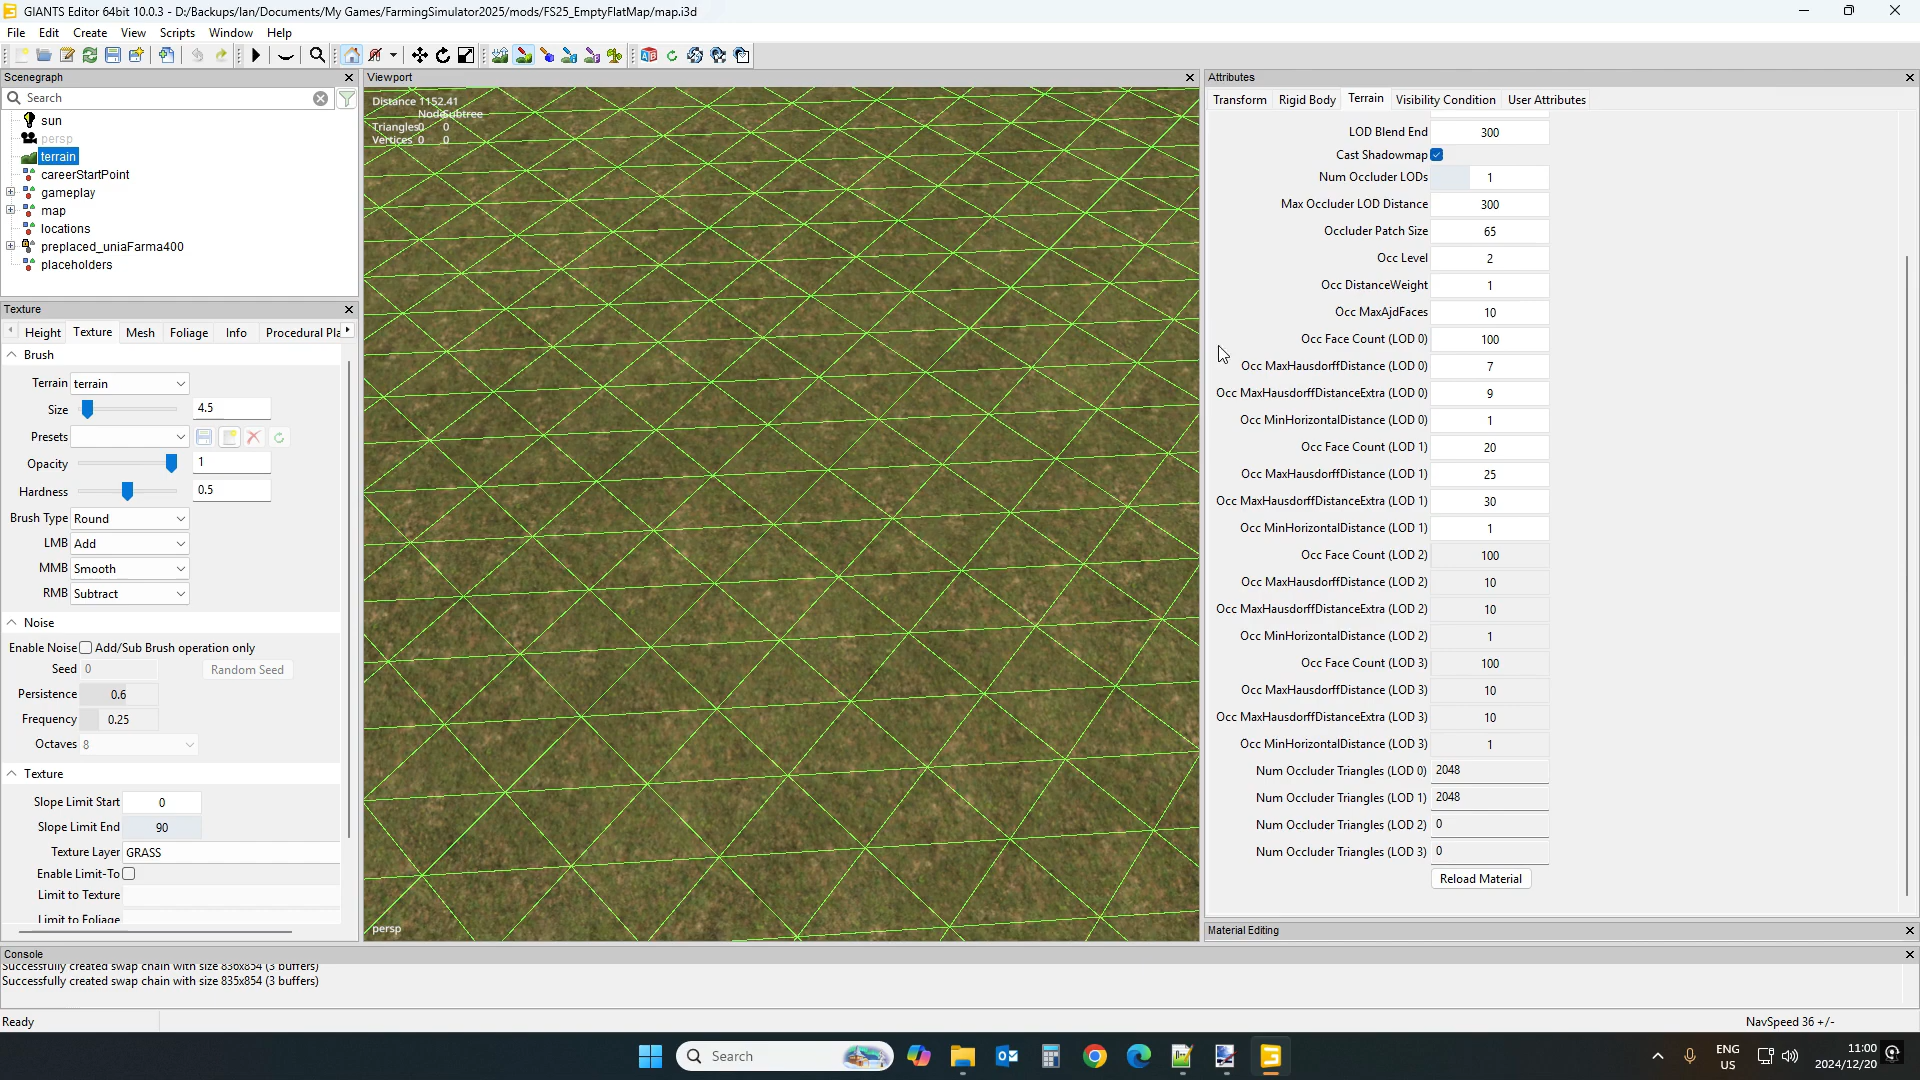 GIANTS Editor 64bit 10.0.3 - D:/Backups/Ian/Documents/My Games/FarmingSimulator2025/mods/FS25_EmptyFlatMap/map.i3d
File Edit Create View Scripts Window Help
Scenegraph
Search
sun
persp
terrain
careerStartPoint
gameplay
map
locations
preplaced_uniaFarma400
placeholders
Texture
Height Texture Mesh Foliage Info Procedural Pla
Brush
Terrain terrain
Size 4.5
Presets
Opacity 1
Hardness 0.5
Brush Type Round
LMB Add
MMB Smooth
RMB Subtract
Noise
Enable Noise Add/Sub Brush operation only
Seed 0 Random Seed
Persistence 0.6
Frequency 0.25
Octaves 8
Texture
Slope Limit Start 0
Slope Limit End 90
Texture Layer GRASS
Enable Limit-To
Limit to Texture
Limit to Foliage
Viewport
Distance 1152.41
Node Subtree
Triangles 0 0
Vertices 0 0
persp
Attributes
Transform Rigid Body Terrain Visibility Condition User Attributes
LOD Blend End 300
Cast Shadowmap
Num Occluder LODs 1
Max Occluder LOD Distance 300
Occluder Patch Size 65
Occ Level 2
Occ DistanceWeight 1
Occ MaxAjdFaces 10
Occ Face Count (LOD 0) 100
Occ MaxHausdorffDistance (LOD 0) 7
Occ MaxHausdorffDistanceExtra (LOD 0) 9
Occ MinHorizontalDistance (LOD 0) 1
Occ Face Count (LOD 1) 20
Occ MaxHausdorffDistance (LOD 1) 25
Occ MaxHausdorffDistanceExtra (LOD 1) 30
Occ MinHorizontalDistance (LOD 1) 1
Occ Face Count (LOD 2) 100
Occ MaxHausdorffDistance (LOD 2) 10
Occ MaxHausdorffDistanceExtra (LOD 2) 10
Occ MinHorizontalDistance (LOD 2) 1
Occ Face Count (LOD 3) 100
Occ MaxHausdorffDistance (LOD 3) 10
Occ MaxHausdorffDistanceExtra (LOD 3) 10
Occ MinHorizontalDistance (LOD 3) 1
Num Occluder Triangles (LOD 0) 2048
Num Occluder Triangles (LOD 1) 2048
Num Occluder Triangles (LOD 2) 0
Num Occluder Triangles (LOD 3) 0
Reload Material
Material Editing
Console
Successfully created swap chain with size 836x854 (3 buffers)
Successfully created swap chain with size 835x854 (3 buffers)
Ready NavSpeed 36 +/-
Search
ENG
US
11:00
2024/12/20